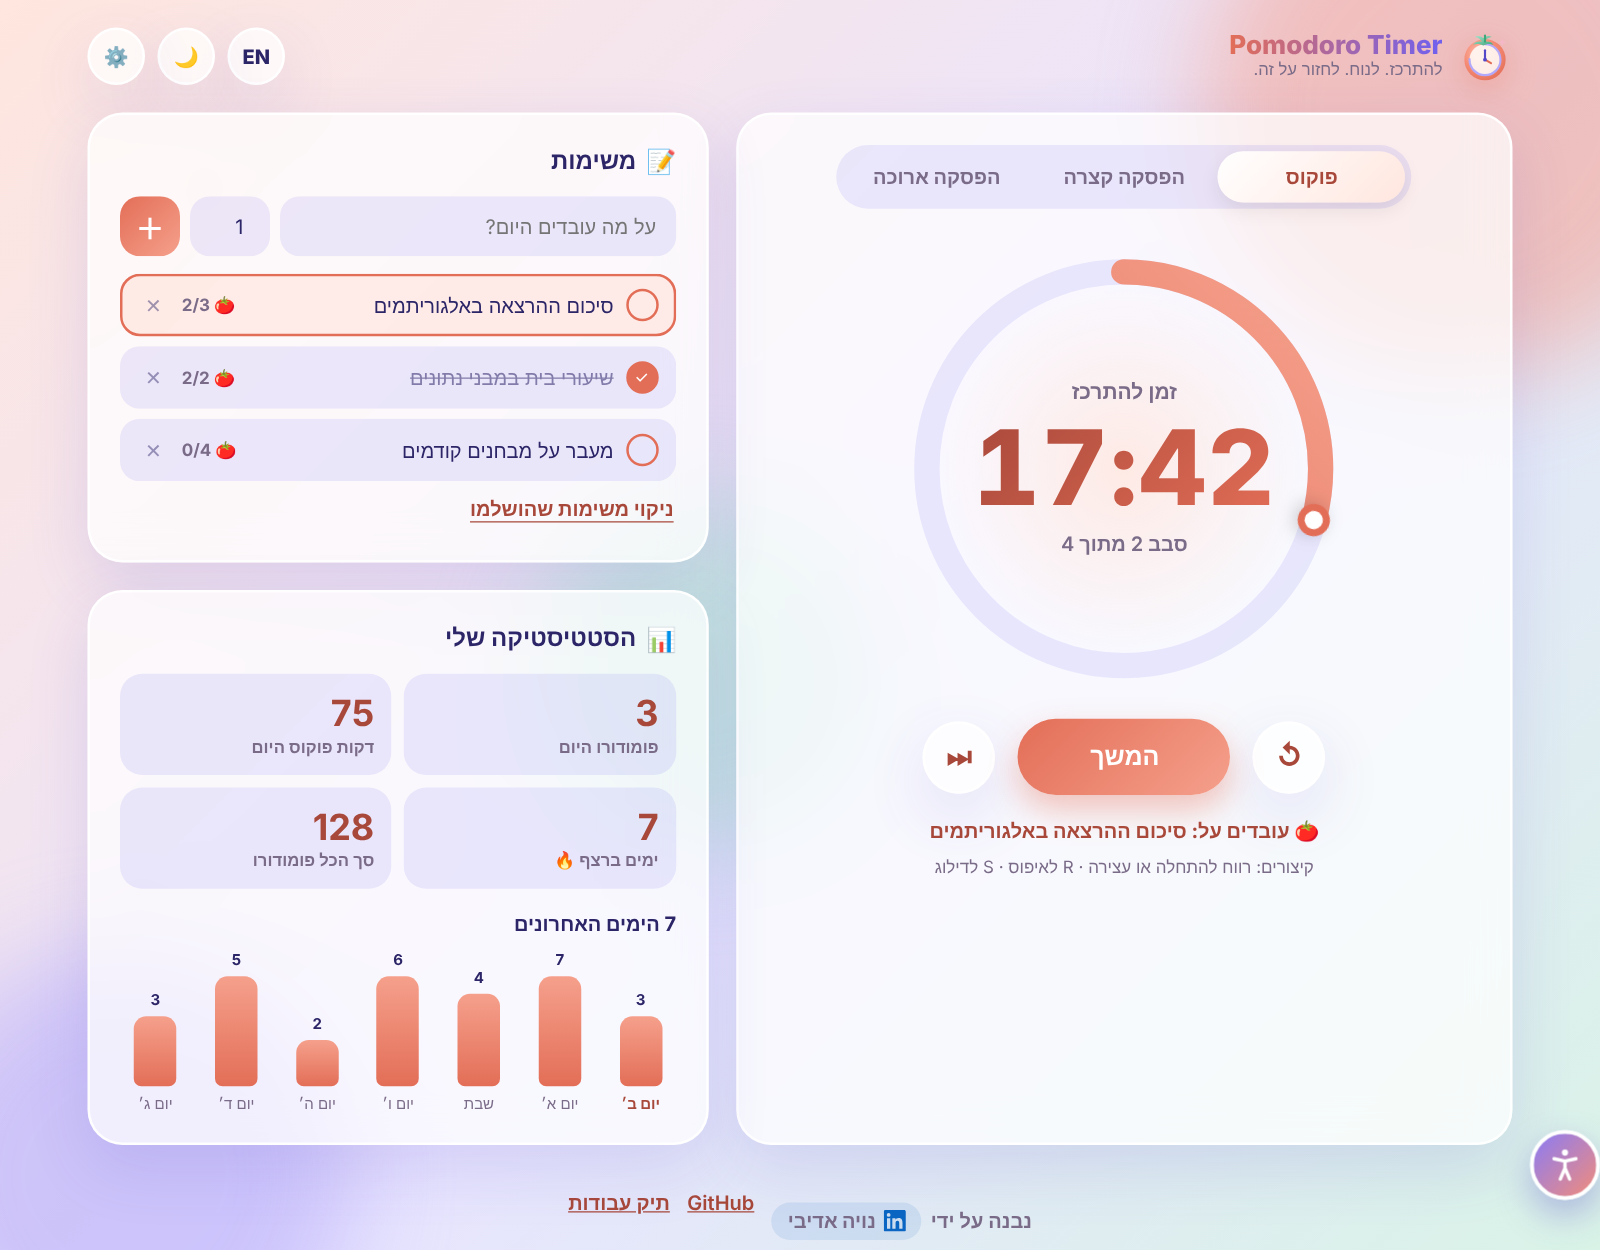 Pomodoro Timer
להתרכז. לנוח. לחזור על זה.
EN
פוקוס
הפסקה קצרה
הפסקה ארוכה
זמן להתרכז
17:42
סבב 2 מתוך 4
המשך
🍅 עובדים על: סיכום ההרצאה באלגוריתמים
קיצורים: רווח להתחלה או עצירה · R לאיפוס · S לדילוג
📝 משימות
על מה עובדים היום?
1
+
סיכום ההרצאה באלגוריתמים 🍅 2/3 ×
שיעורי בית במבני נתונים 🍅 2/2 ×
מעבר על מבחנים קודמים 🍅 0/4 ×
ניקוי משימות שהושלמו
📊 הסטטיסטיקה שלי
3
פומודורו היום
75
דקות פוקוס היום
7
ימים ברצף 🔥
128
סך הכל פומודורו
7 הימים האחרונים
3 7 4 6 2 5 3
יום ב׳ יום א׳ שבת יום ו׳ יום ה׳ יום ד׳ יום ג׳
נבנה על ידי נויה אדיבי GitHub תיק עבודות